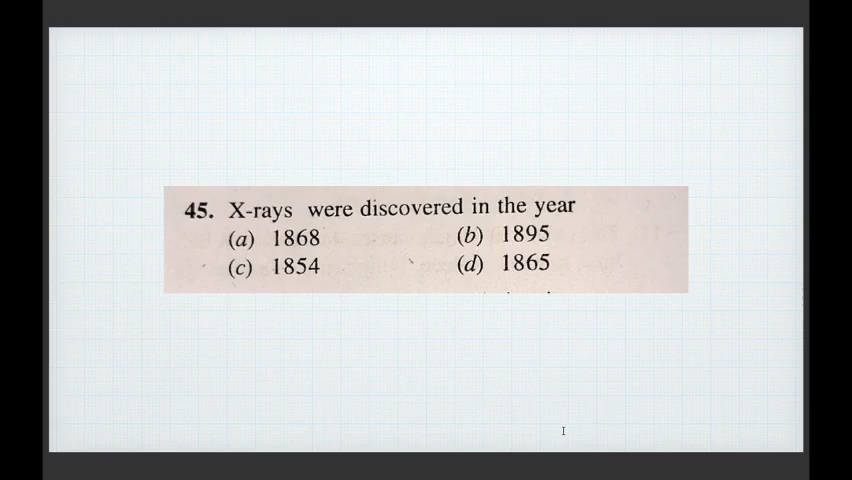 45. X-rays were discovered in the year
(a) 1868 (b) 1895
(c) 1854 (d) 1865